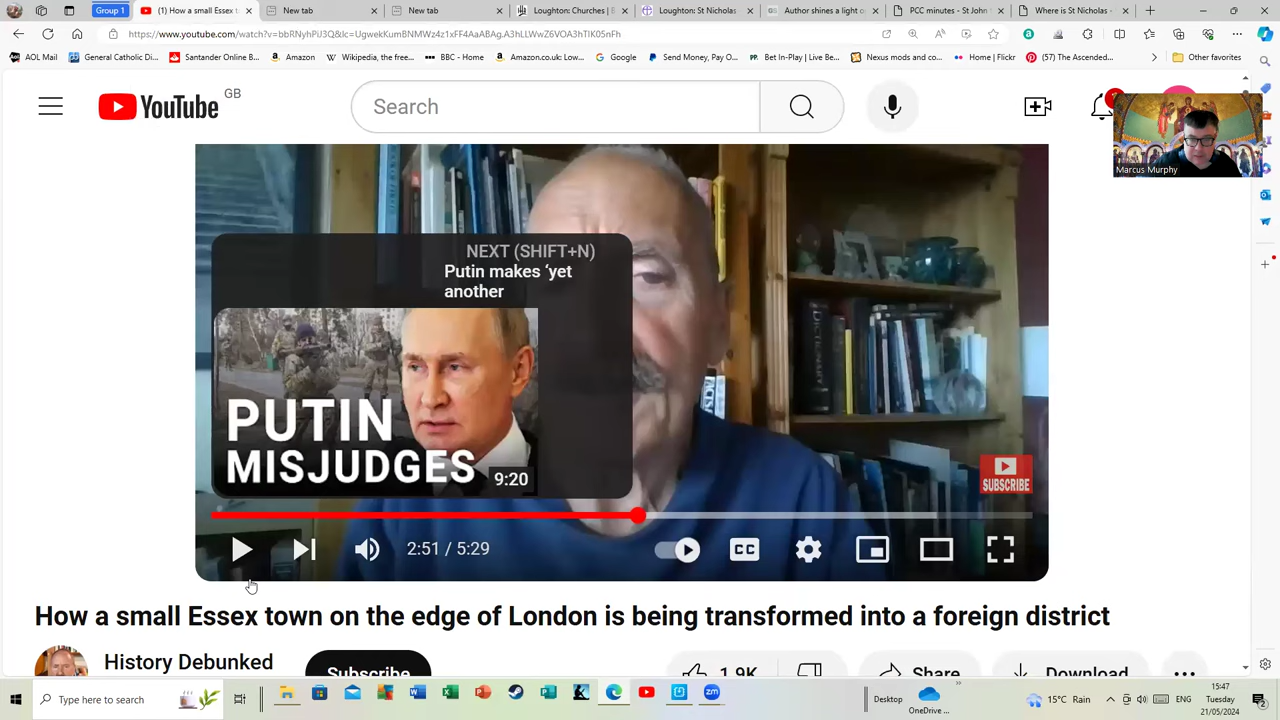 Group 1
How a small Essex t
New tab
New tab
Loughton: Churches | B
Loughton: St Nicholas
Authorities turned a light o
PCC minutes - St John
Where is St Nicholas -
https://www.youtube.com/watch?v=bbRNyhPiJ3Q&lc=UgwekKumBNMWz4z1xFF4AaABAg.A3hLLWwZ6VOA3hTlK05nFh
AOL Mail
General Catholic Di...
Santander Online B...
Amazon
Wikipedia, the free...
BBC - Home
Amazon.co.uk: Low...
Google
Send Money, Pay O...
Bet In-Play | Live Be...
Nexus mods and co...
Home | Flickr
(57) The Ascended...
Other favorites
YouTube GB
Search
Marcus Murphy
NEXT (SHIFT+N)
Putin makes ‘yet
another
PUTIN
MISJUDGES
9:20
DICTIONARY
SUBSCRIBE
2:51 / 5:29
CC
How a small Essex town on the edge of London is being transformed into a foreign district
History Debunked
Subscribe
1.9K
Share
Download
Type here to search
Desktop
OneDrive ...
15°C Rain
ENG
15:47
Tuesday
21/05/2024